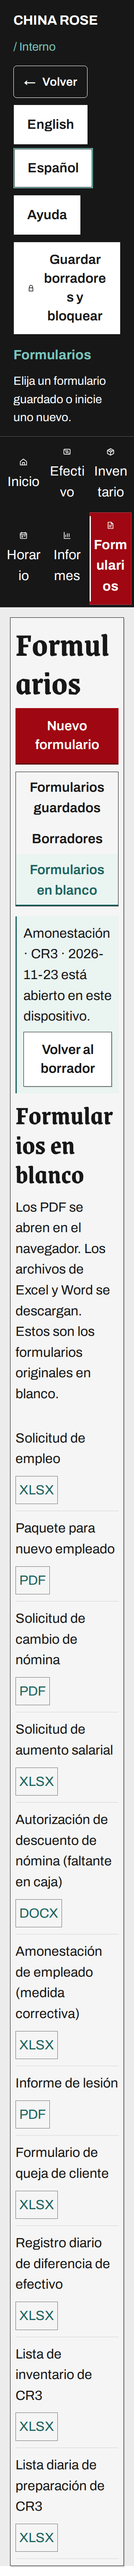 CHINA ROSE
/ Interno
← Volver
English
Español
Ayuda
Guardar
borradore
s y
bloquear
Formularios
Elija un formulario
guardado o inicie
uno nuevo.
Inicio
Efecti
vo
Inven
tario
Horar
io
Infor
mes
Form
ulari
os
Formul
arios
Nuevo
formulario
Formularios
guardados
Borradores
Formularios
en blanco
Amonestación
· CR3 · 2026-
11-23 está
abierto en este
dispositivo.
Volver al
borrador
Formular
ios en
blanco
Los PDF se
abren en el
navegador. Los
archivos de
Excel y Word se
descargan.
Estos son los
formularios
originales en
blanco.
Solicitud de
empleo
XLSX
Paquete para
nuevo empleado
PDF
Solicitud de
cambio de
nómina
PDF
Solicitud de
aumento salarial
XLSX
Autorización de
descuento de
nómina (faltante
en caja)
DOCX
Amonestación
de empleado
(medida
correctiva)
XLSX
Informe de lesión
PDF
Formulario de
queja de cliente
XLSX
Registro diario
de diferencia de
efectivo
XLSX
Lista de
inventario de
CR3
XLSX
Lista diaria de
preparación de
CR3
XLSX